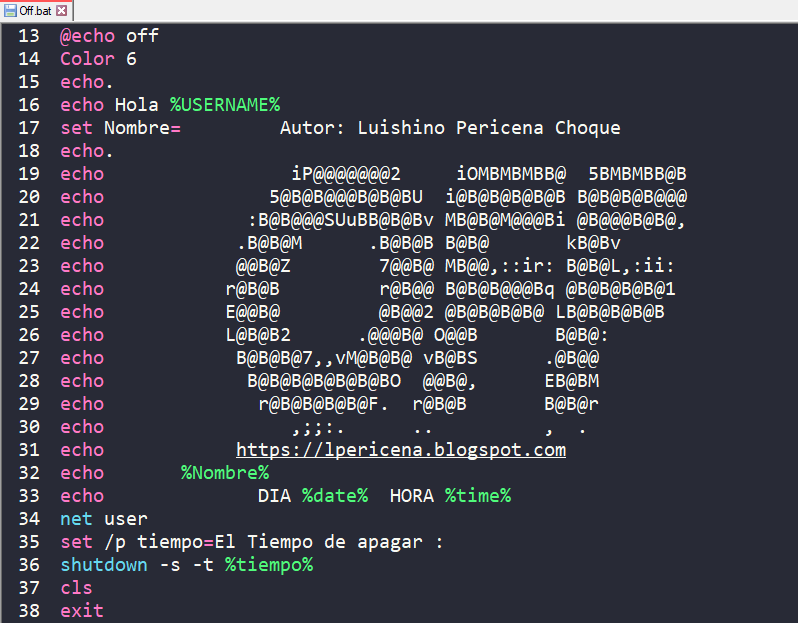 Off.bat
13 @echo off
14 Color 6
15 echo.
16 echo Hola %USERNAME%
17 set Nombre=         Autor: Luishino Pericena Choque
18 echo.
19 echo                 iP@@@@@@@2     iOMBMBMBB@  5BMBMBB@B
20 echo               5@B@B@@@B@B@BU  i@B@B@B@B@B B@B@B@B@@@
21 echo             :B@B@@@SUuBB@B@Bv MB@B@M@@@Bi @B@@@B@B@,
22 echo            .B@B@M      .B@B@B B@B@       kB@Bv
23 echo            @@B@Z        7@@B@ MB@@,::ir: B@B@L,:ii:
24 echo           r@B@B         r@B@@ B@B@B@@@Bq @B@B@B@B@1
25 echo           E@@B@         @B@@2 @B@B@B@B@ LB@B@B@B@B
26 echo           L@B@B2      .@@@B@ O@@B       B@B@:
27 echo            B@B@B@7,,vM@B@B@ vB@BS      .@B@@
28 echo             B@B@B@B@B@B@BO  @@B@,      EB@BM
29 echo              r@B@B@B@B@F.  r@B@B       B@B@r
30 echo                 ,;;:.      ..          ,  .
31 echo            https://lpericena.blogspot.com
32 echo       %Nombre%
33 echo              DIA %date%  HORA %time%
34 net user
35 set /p tiempo=El Tiempo de apagar :
36 shutdown -s -t %tiempo%
37 cls
38 exit